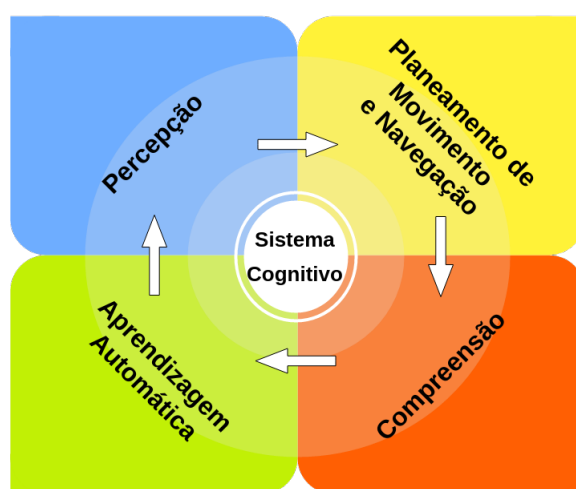 Percepção
Planeamento de
Movimento
e Navegação
Sistema
Cognitivo
Aprendizagem
Automática
Compreensão